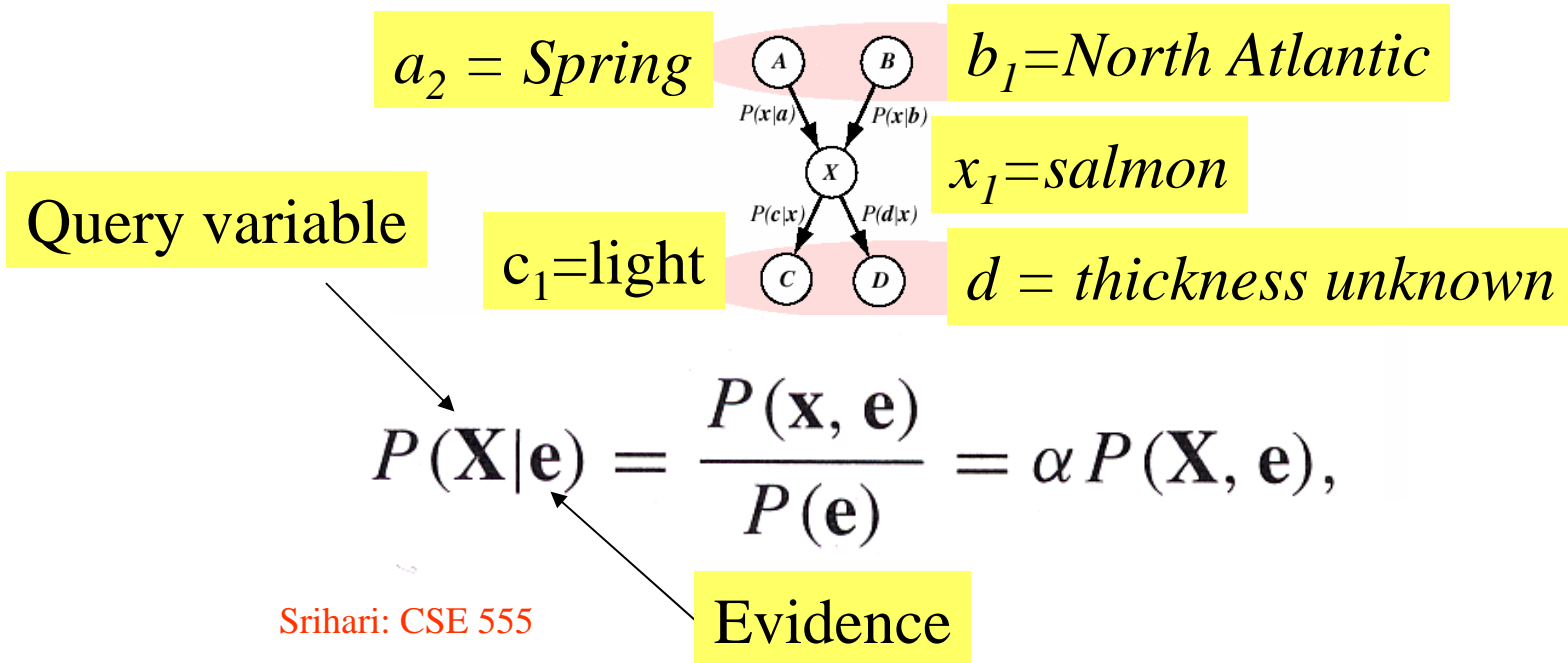 a₂ = Spring
A
B
b₁=North Atlantic
P(x|a)
P(x|b)
X
x₁=salmon
Query variable
P(c|x)
P(d|x)
c₁=light
C
D
d = thickness unknown
P(X|e) = P(x, e) / P(e) = α P(X, e),
Srihari: CSE 555
Evidence